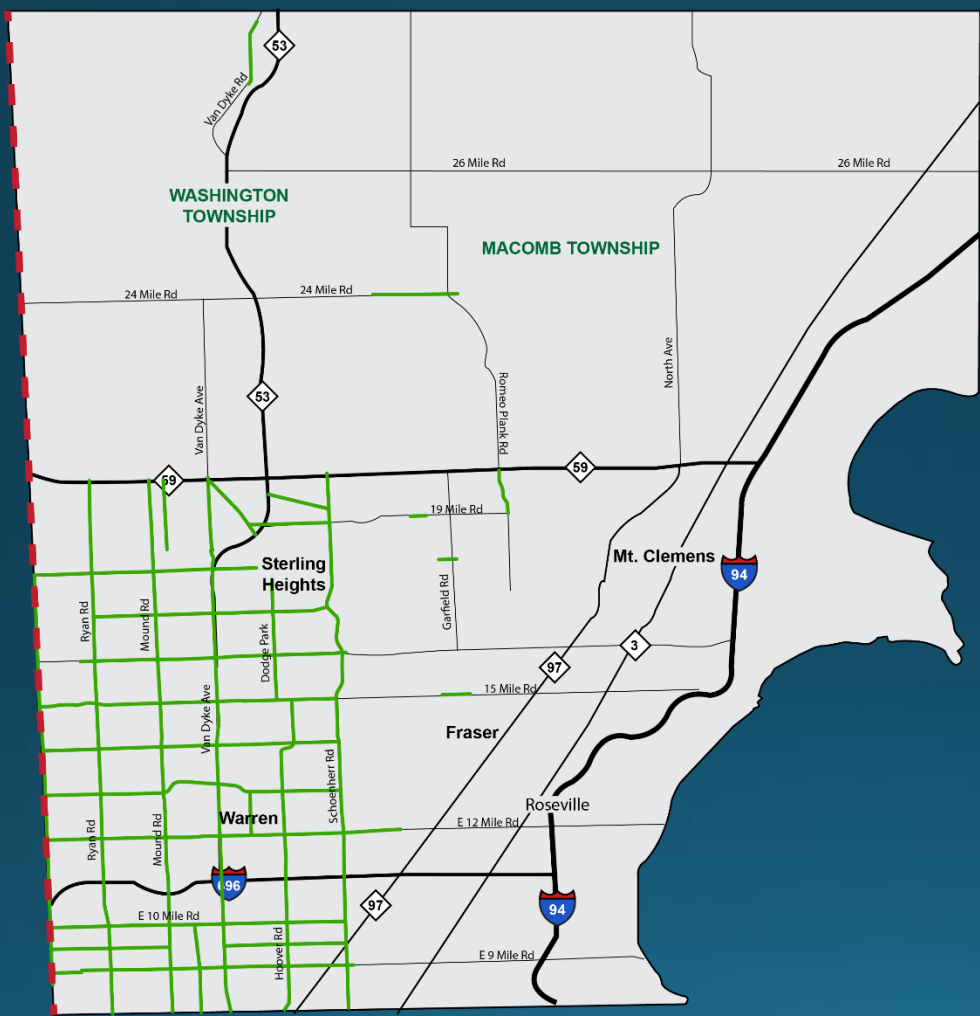 53
Van Dyke Rd
26 Mile Rd
26 Mile Rd
WASHINGTON
TOWNSHIP
MACOMB TOWNSHIP
24 Mile Rd
24 Mile Rd
North Ave
Romeo Plank Rd
Van Dyke Ave
53
59
59
19 Mile Rd
Sterling
Heights
Mt. Clemens
94
Garfield Rd
Ryan Rd
Mound Rd
Dodge Park
3
97
15 Mile Rd
Van Dyke Ave
Fraser
Schoenherr Rd
Roseville
Warren
E 12 Mile Rd
Ryan Rd
Mound Rd
696
97
94
E 10 Mile Rd
Hoover Rd
E 9 Mile Rd